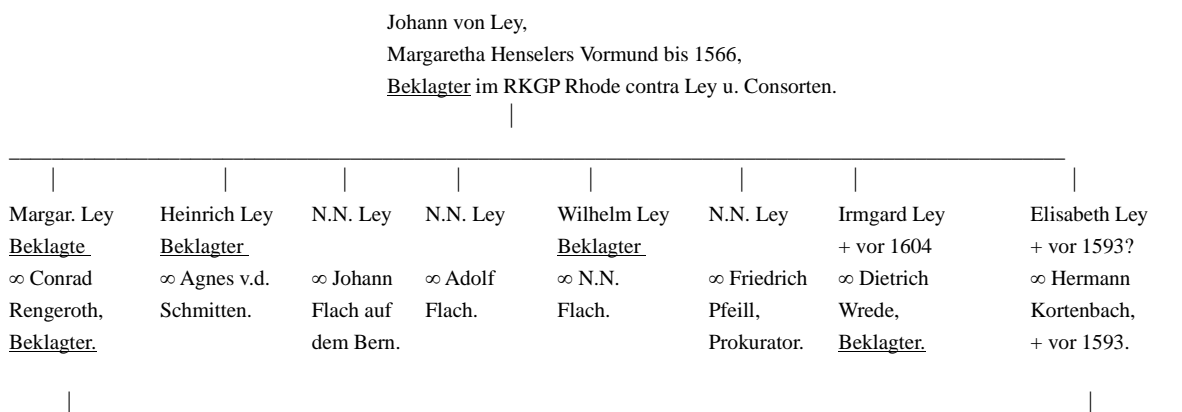 Johann von Ley,
Margaretha Henselers Vormund bis 1566,
Beklagter im RKGP Rhode contra Ley u. Consorten.
Margar. Ley
Beklagte
∞ Conrad
Rengeroth,
Beklagter.
Heinrich Ley
Beklagter
∞ Agnes v.d.
Schmitten.
N.N. Ley
∞ Johann
Flach auf
dem Bern.
N.N. Ley
∞ Adolf
Flach.
Wilhelm Ley
Beklagter
∞ N.N.
Flach.
N.N. Ley
∞ Friedrich
Pfeill,
Prokurator.
Irmgard Ley
+ vor 1604
∞ Dietrich
Wrede,
Beklagter.
Elisabeth Ley
+ vor 1593?
∞ Hermann
Kortenbach,
+ vor 1593.